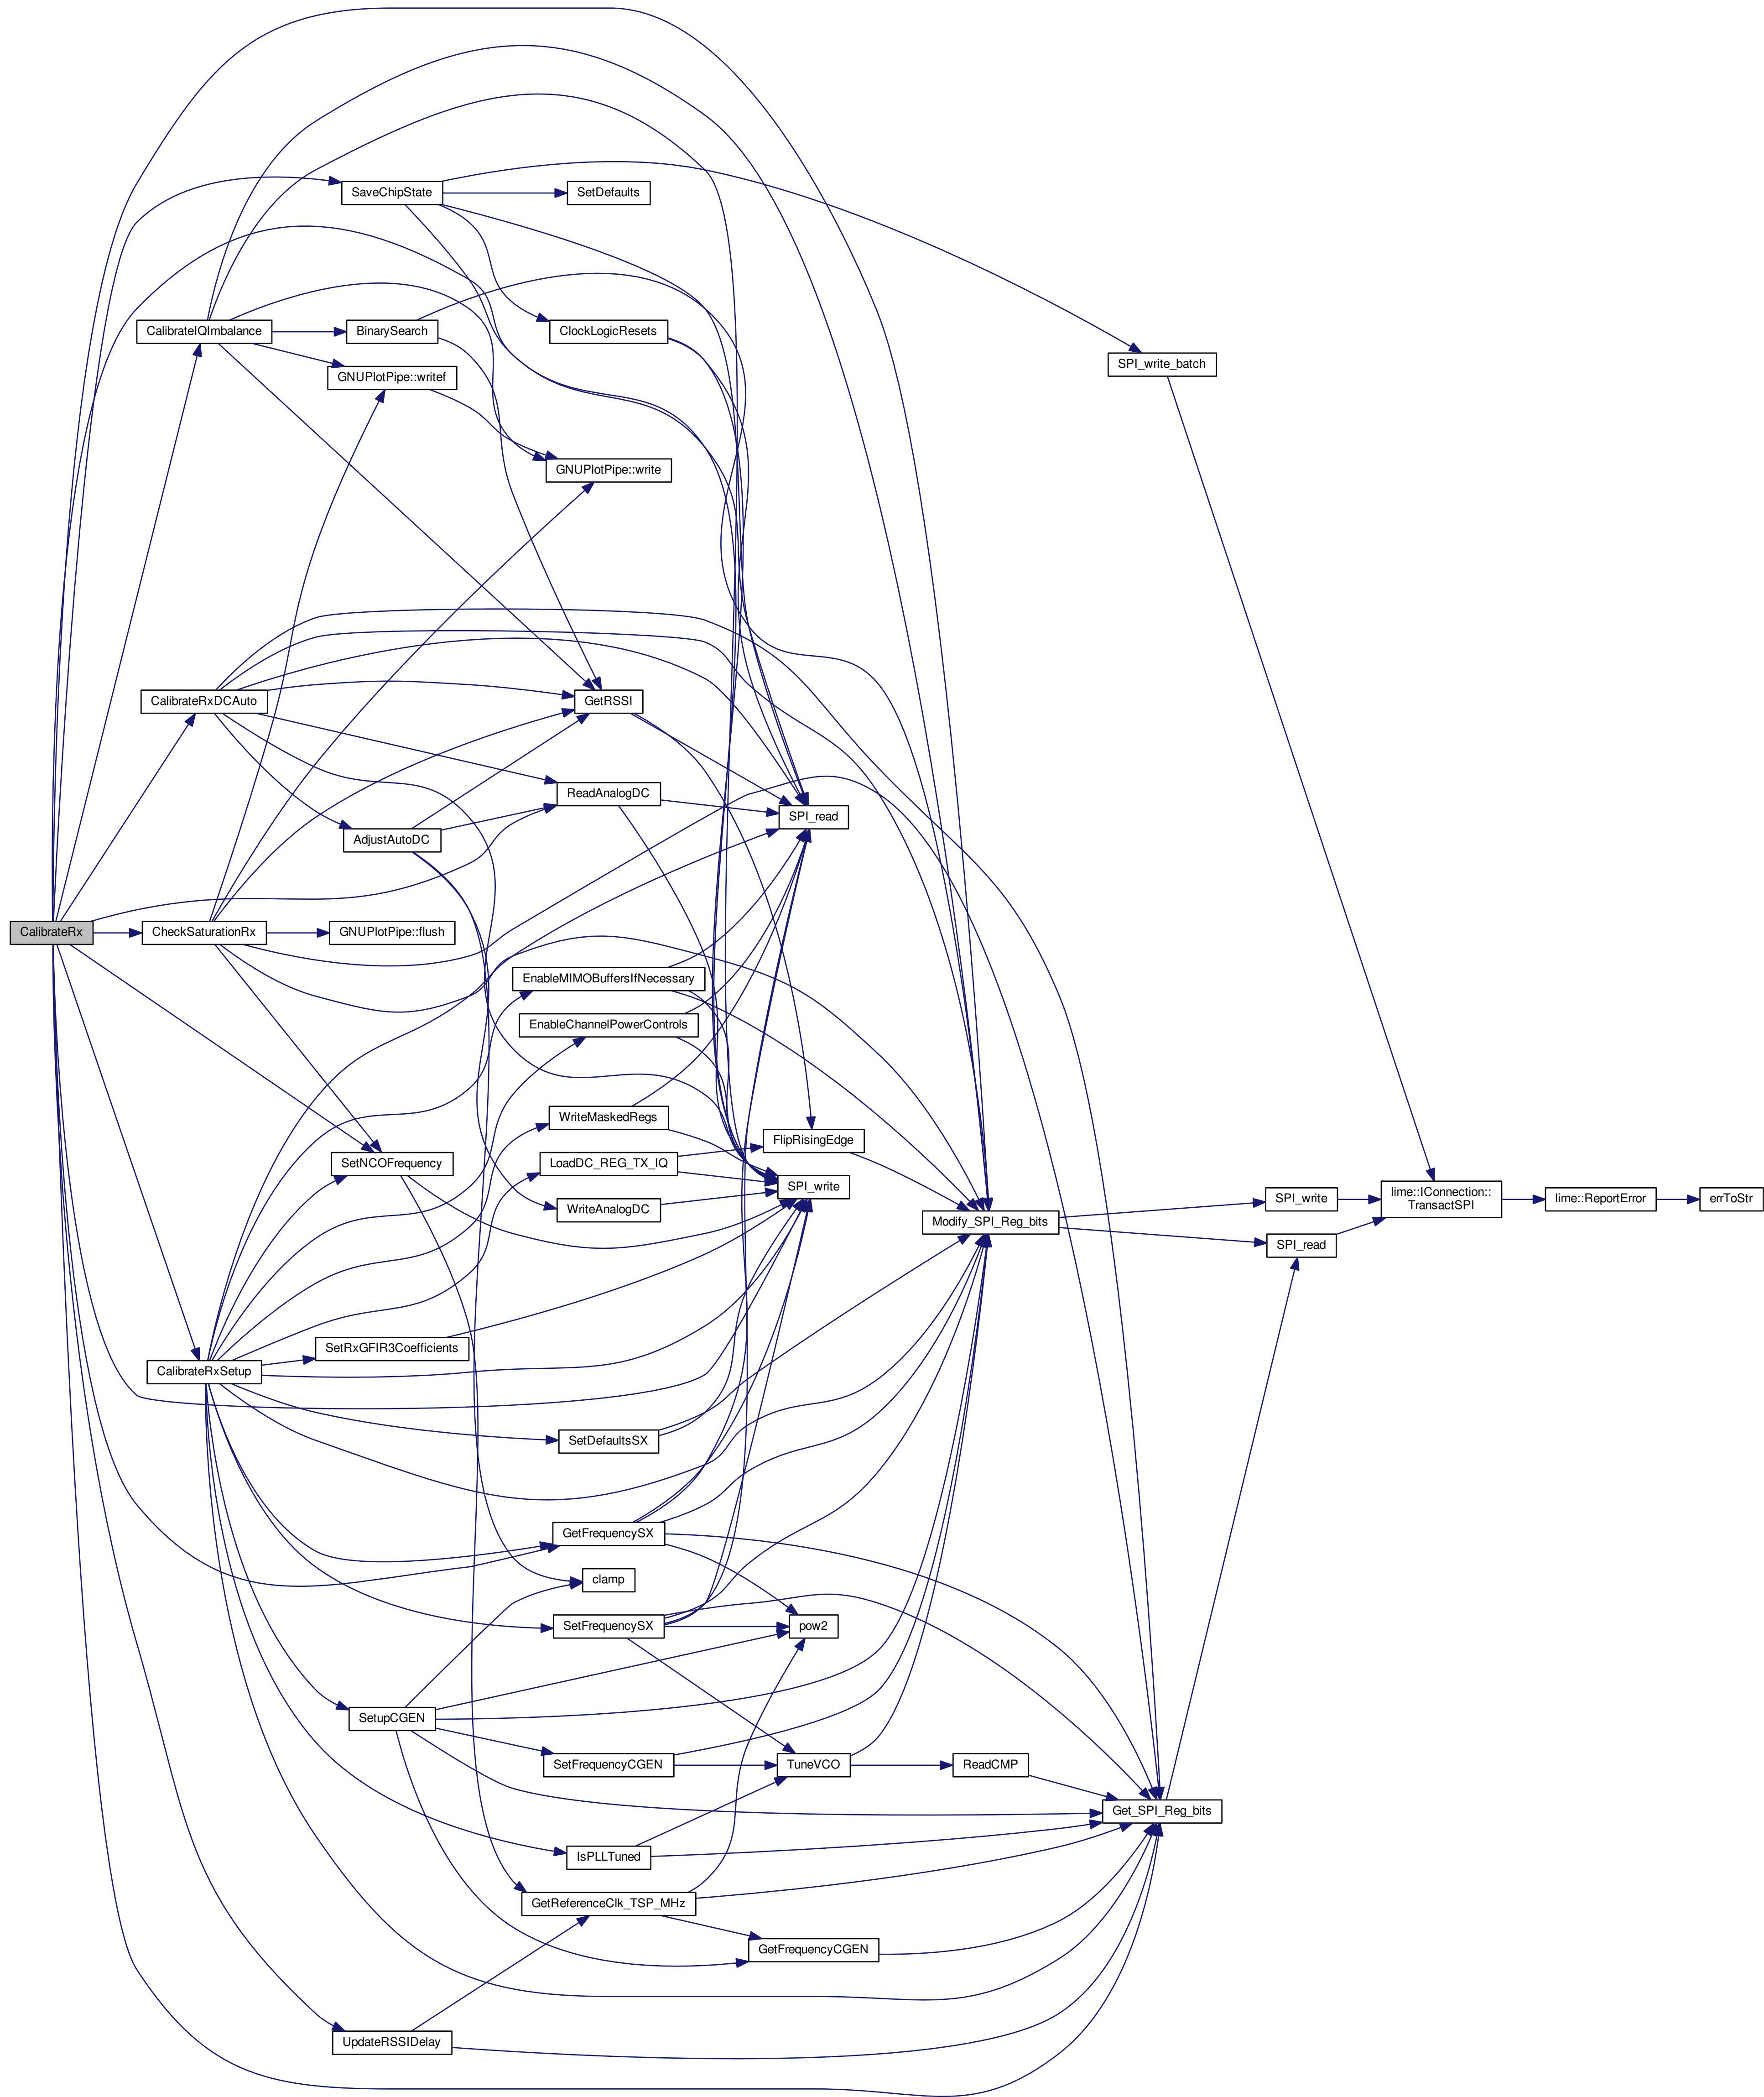 SaveChipState
SetDefaults
CalibrateIQImbalance
BinarySearch
ClockLogicResets
SPI_write_batch
GNUPlotPipe::writef
GNUPlotPipe::write
CalibrateRxDCAuto
GetRSSI
ReadAnalogDC
SPI_read
AdjustAutoDC
CalibrateRx
CheckSaturationRx
GNUPlotPipe::flush
EnableMIMOBuffersIfNecessary
EnableChannelPowerControls
WriteMaskedRegs
FlipRisingEdge
SetNCOFrequency
LoadDC_REG_TX_IQ
SPI_write
WriteAnalogDC
Modify_SPI_Reg_bits
SPI_write
lime::IConnection::
TransactSPI
lime::ReportError
errToStr
SPI_read
SetRxGFIR3Coefficients
CalibrateRxSetup
SetDefaultsSX
GetFrequencySX
clamp
SetFrequencySX
pow2
SetupCGEN
SetFrequencyCGEN
TuneVCO
ReadCMP
Get_SPI_Reg_bits
IsPLLTuned
GetReferenceClk_TSP_MHz
GetFrequencyCGEN
UpdateRSSIDelay